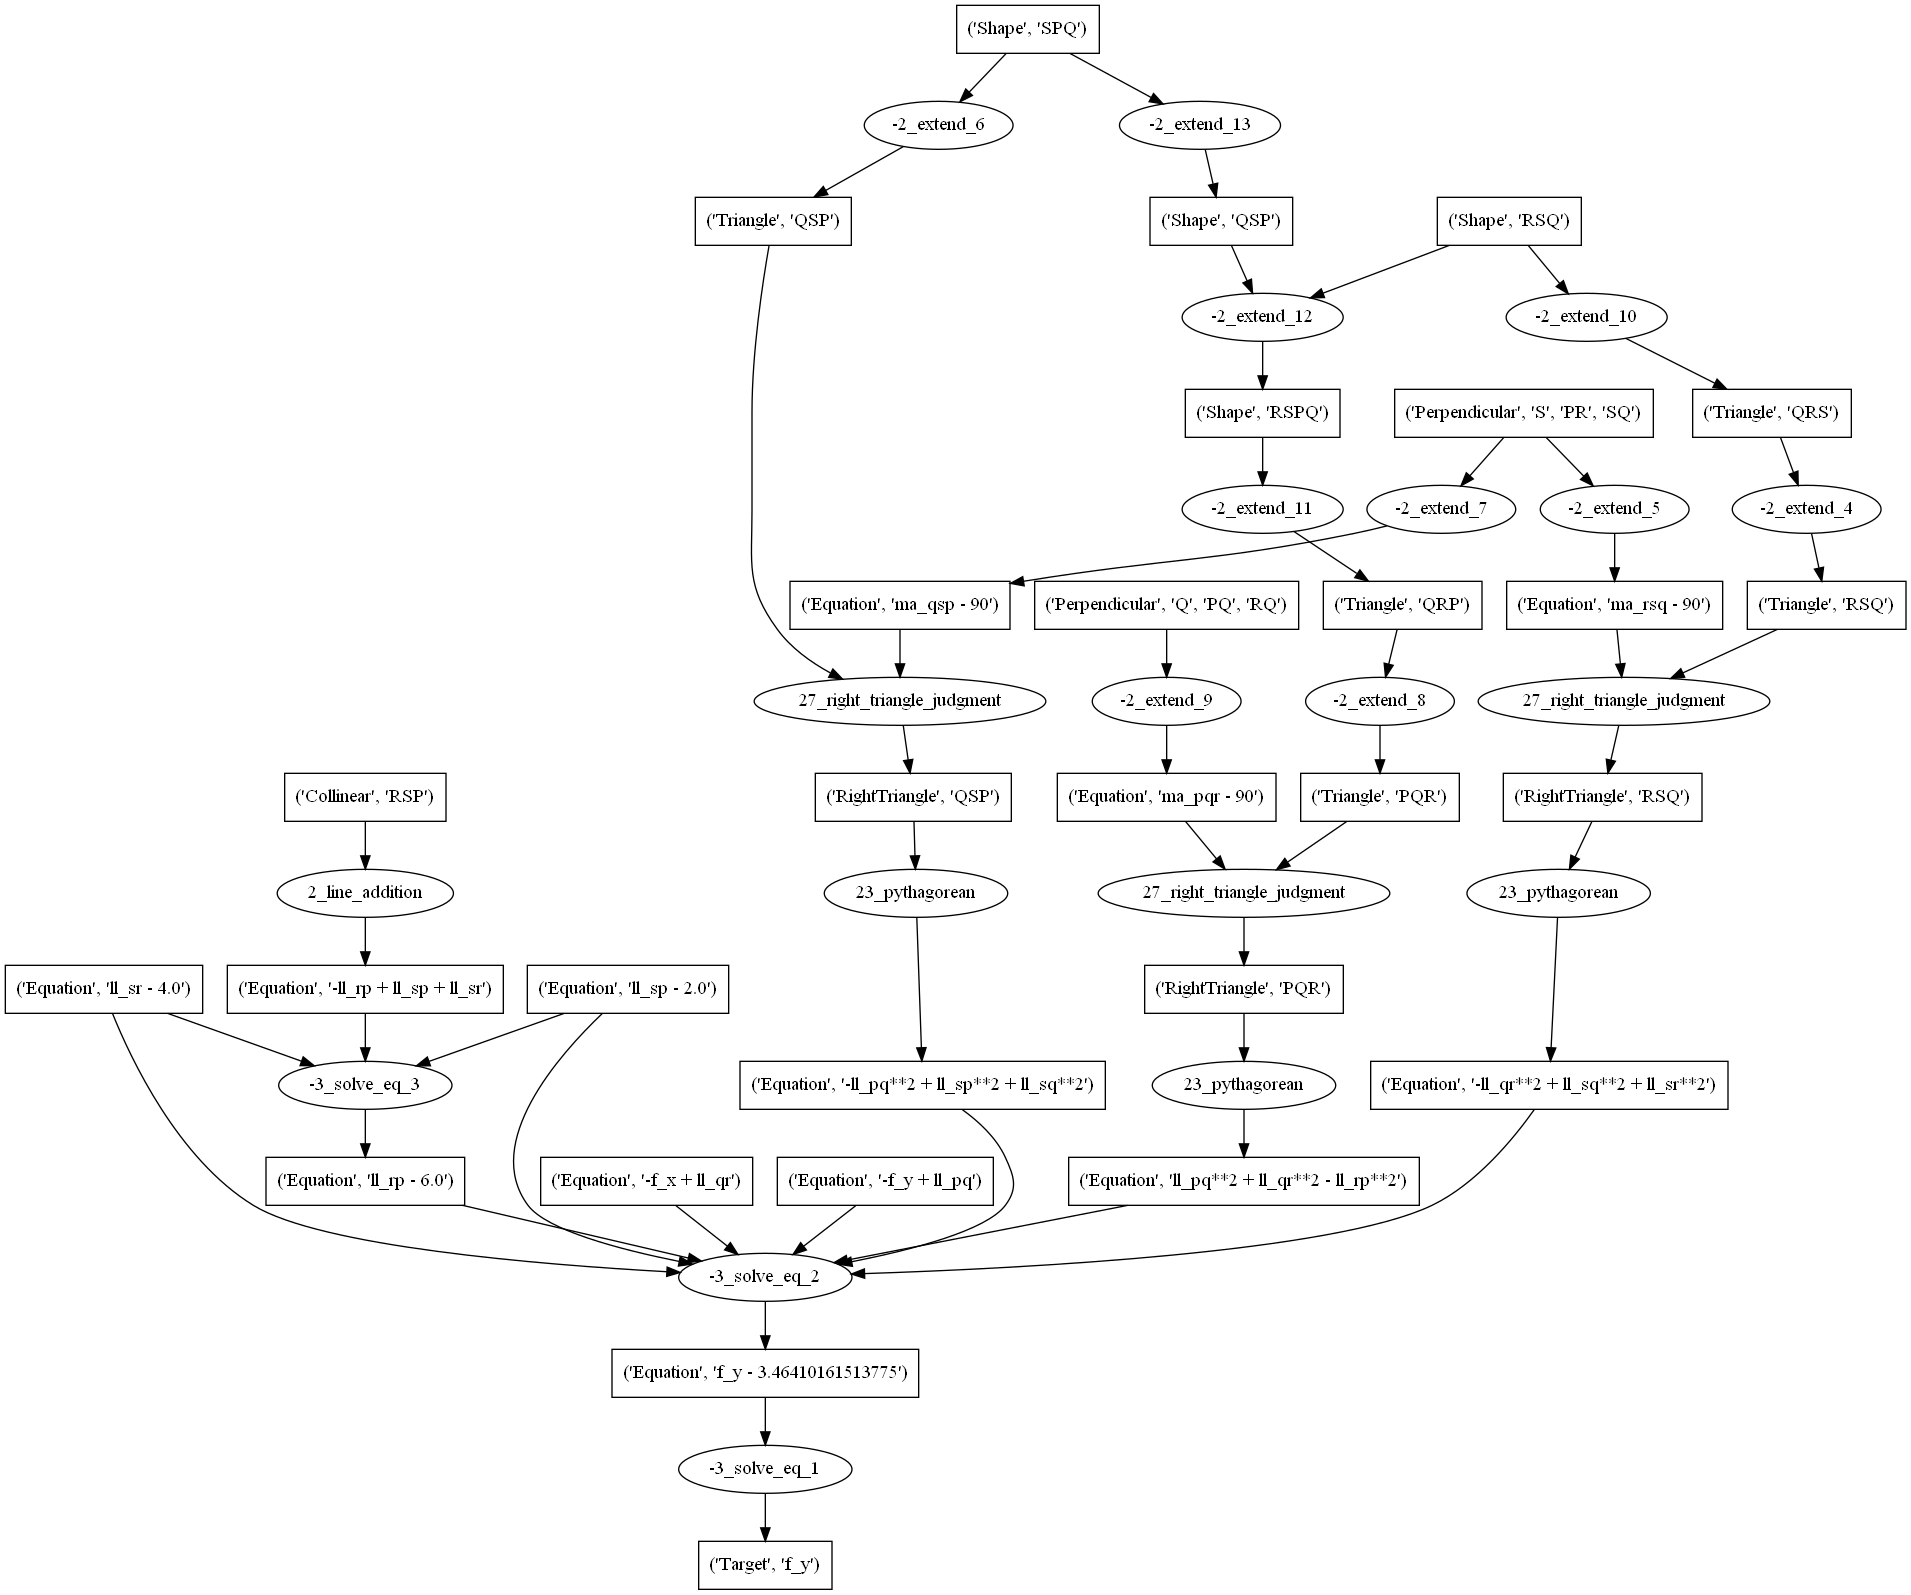 ('Shape', 'SPQ')
-2_extend_6
-2_extend_13
('Triangle', 'QSP')
('Shape', 'QSP')
('Shape', 'RSQ')
-2_extend_12
-2_extend_10
('Shape', 'RSPQ')
('Perpendicular', 'S', 'PR', 'SQ')
('Triangle', 'QRS')
-2_extend_11
-2_extend_7
-2_extend_5
-2_extend_4
('Equation', 'ma_qsp - 90')
('Perpendicular', 'Q', 'PQ', 'RQ')
('Triangle', 'QRP')
('Equation', 'ma_rsq - 90')
('Triangle', 'RSQ')
27_right_triangle_judgment
-2_extend_9
-2_extend_8
27_right_triangle_judgment
('Collinear', 'RSP')
('RightTriangle', 'QSP')
('Equation', 'ma_pqr - 90')
('Triangle', 'PQR')
('RightTriangle', 'RSQ')
2_line_addition
23_pythagorean
27_right_triangle_judgment
23_pythagorean
('Equation', 'll_sr - 4.0')
('Equation', '-ll_rp + ll_sp + ll_sr')
('Equation', 'll_sp - 2.0')
('RightTriangle', 'PQR')
-3_solve_eq_3
('Equation', '-ll_pq**2 + ll_sp**2 + ll_sq**2')
23_pythagorean
('Equation', '-ll_qr**2 + ll_sq**2 + ll_sr**2')
('Equation', 'll_rp - 6.0')
('Equation', '-f_x + ll_qr')
('Equation', '-f_y + ll_pq')
('Equation', 'll_pq**2 + ll_qr**2 - ll_rp**2')
-3_solve_eq_2
('Equation', 'f_y - 3.46410161513775')
-3_solve_eq_1
('Target', 'f_y')